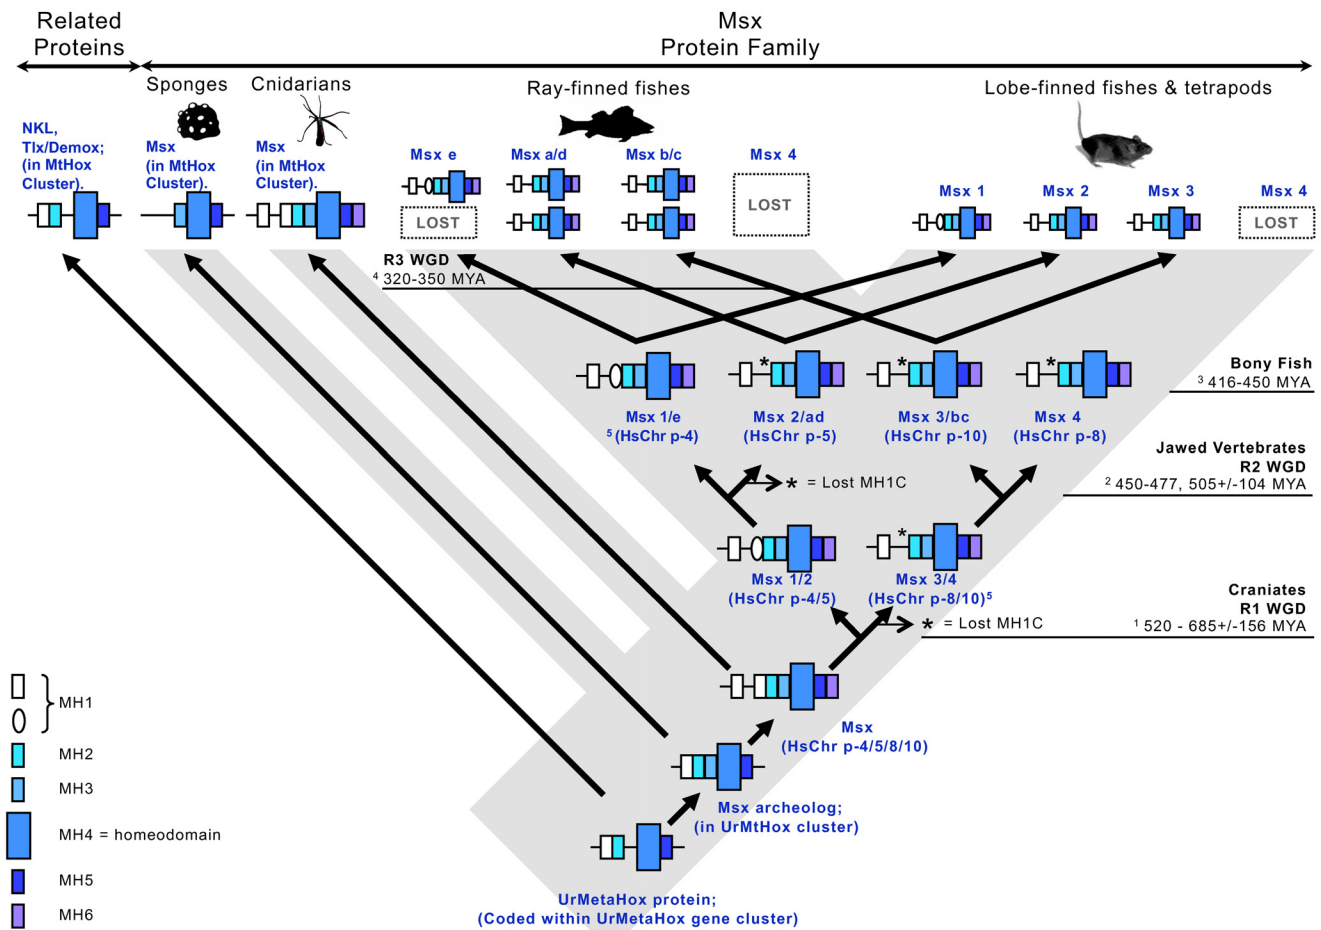 Related
Proteins
Msx
Protein Family
Sponges
Cnidarians
Ray-finned fishes
Lobe-finned fishes & tetrapods
NKL,
Tlx/Demox;
(in MtHox
Cluster).
Msx
(in MtHox
Cluster).
Msx
(in MtHox
Cluster).
Msx e
Msx a/d
Msx b/c
Msx 4
Msx 1
Msx 2
Msx 3
Msx 4
LOST
LOST
LOST
R3 WGD
4 320-350 MYA
* * *
Bony Fish
3 416-450 MYA
Msx 1/e
5 (HsChr p-4)
Msx 2/ad
(HsChr p-5)
Msx 3/bc
(HsChr p-10)
Msx 4
(HsChr p-8)
Jawed Vertebrates
R2 WGD
2 450-477, 505+/-104 MYA
* = Lost MH1C
*
Msx 1/2
(HsChr p-4/5)
Msx 3/4
(HsChr p-8/10)5
Craniates
R1 WGD
1 520 - 685+/-156 MYA
* = Lost MH1C
Msx
(HsChr p-4/5/8/10)
Msx archeolog;
(in UrMtHox cluster)
UrMetaHox protein;
(Coded within UrMetaHox gene cluster)
MH1
MH2
MH3
MH4 = homeodomain
MH5
MH6